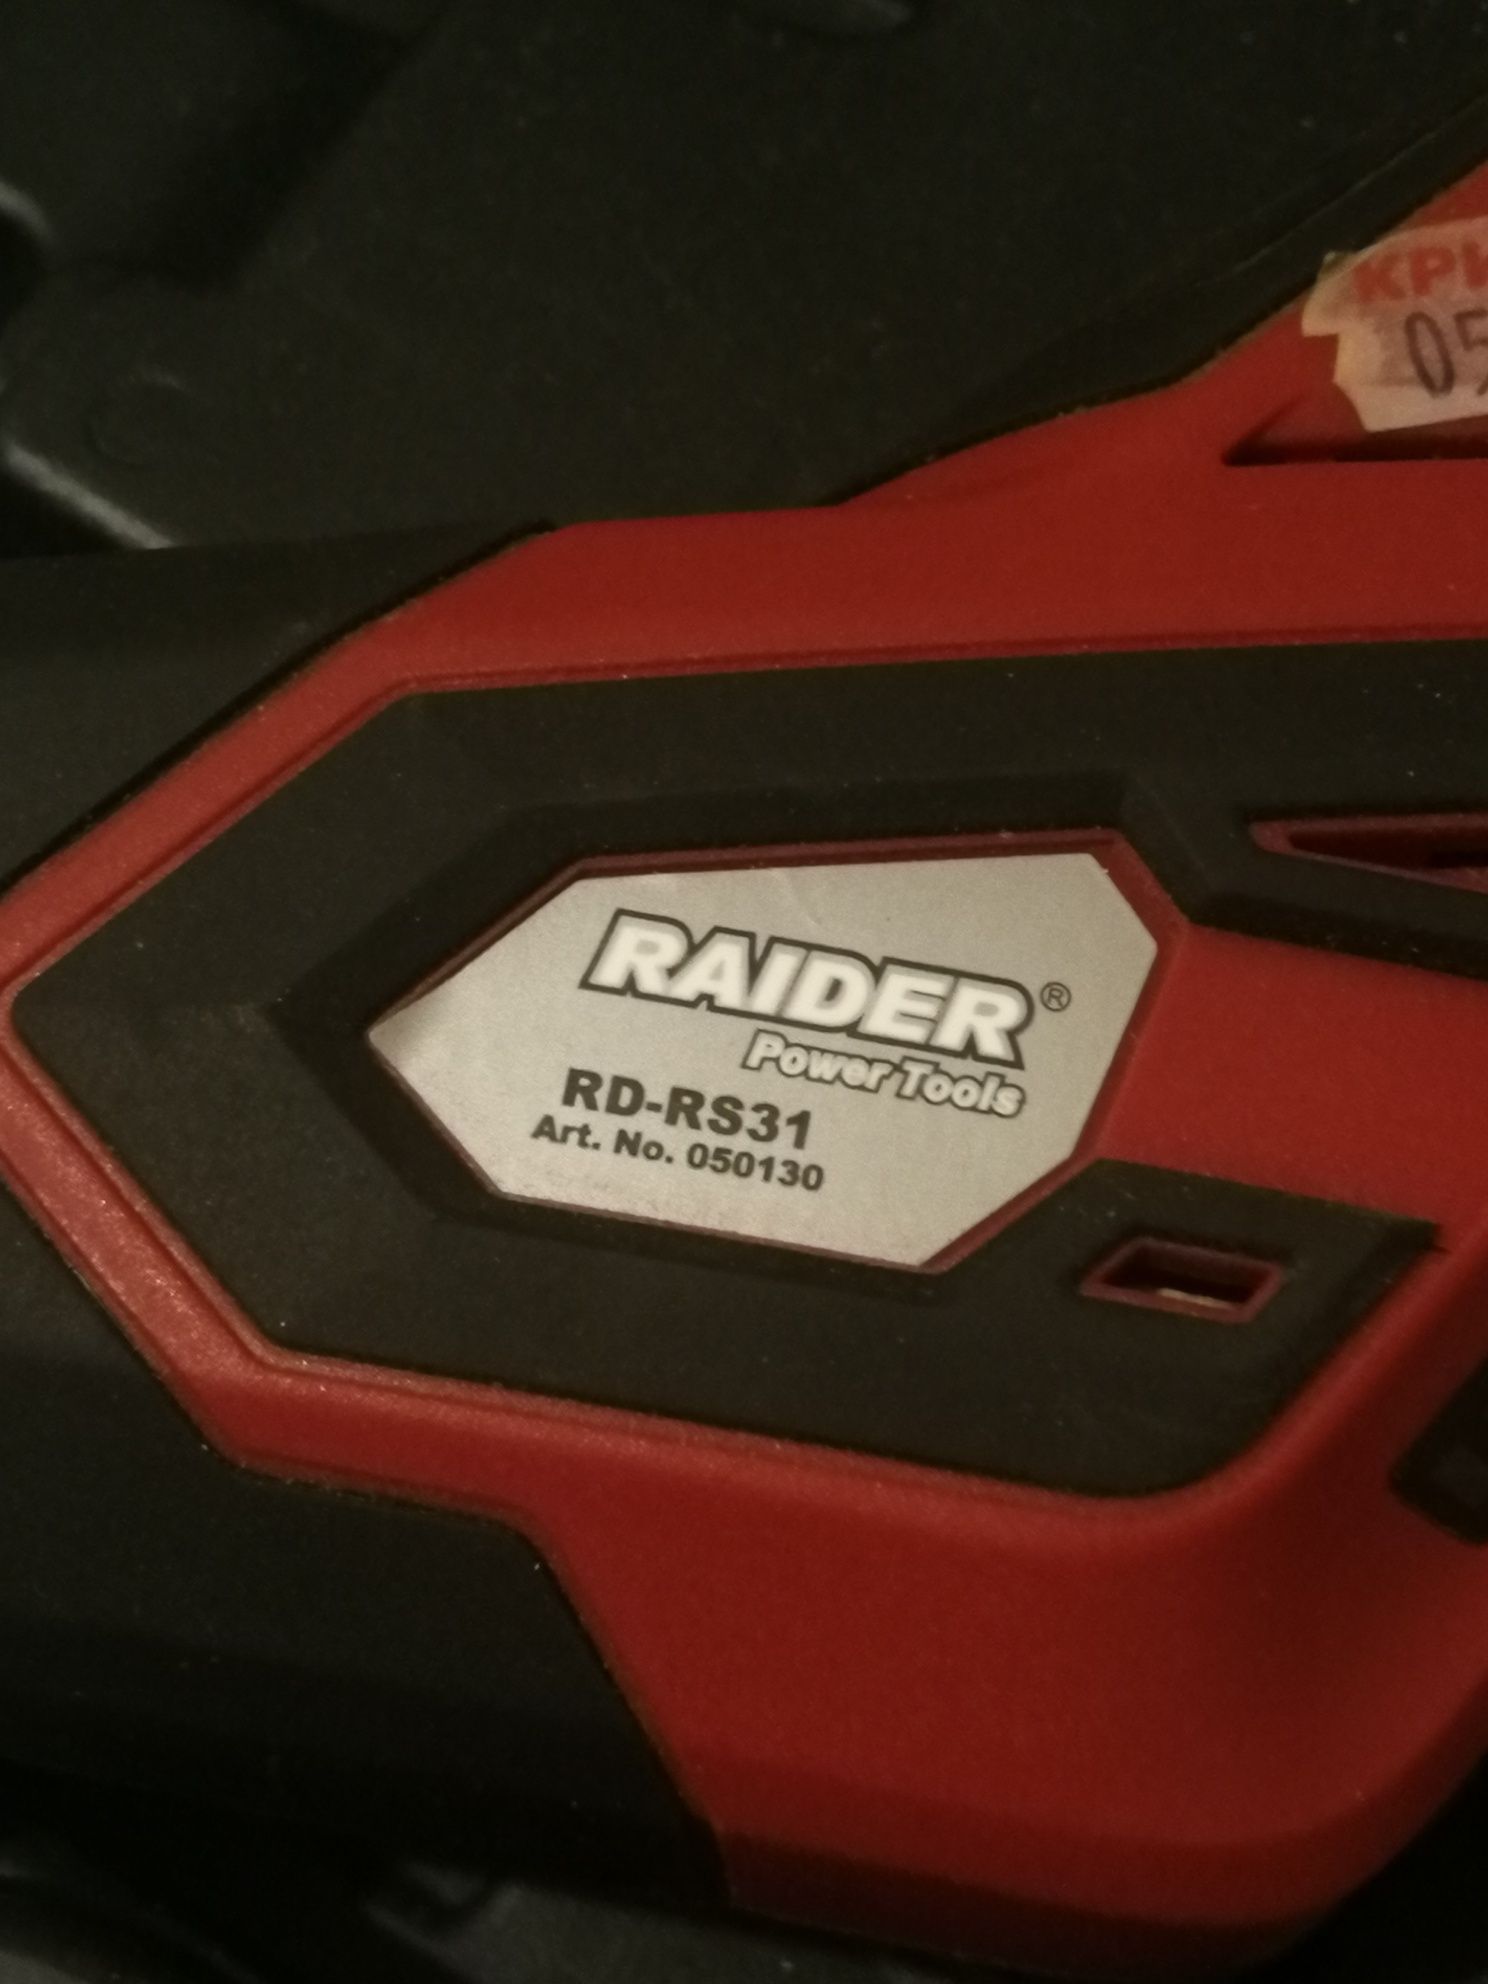 RAIDER®
Power Tools
RD-RS31
Art. No. 050130